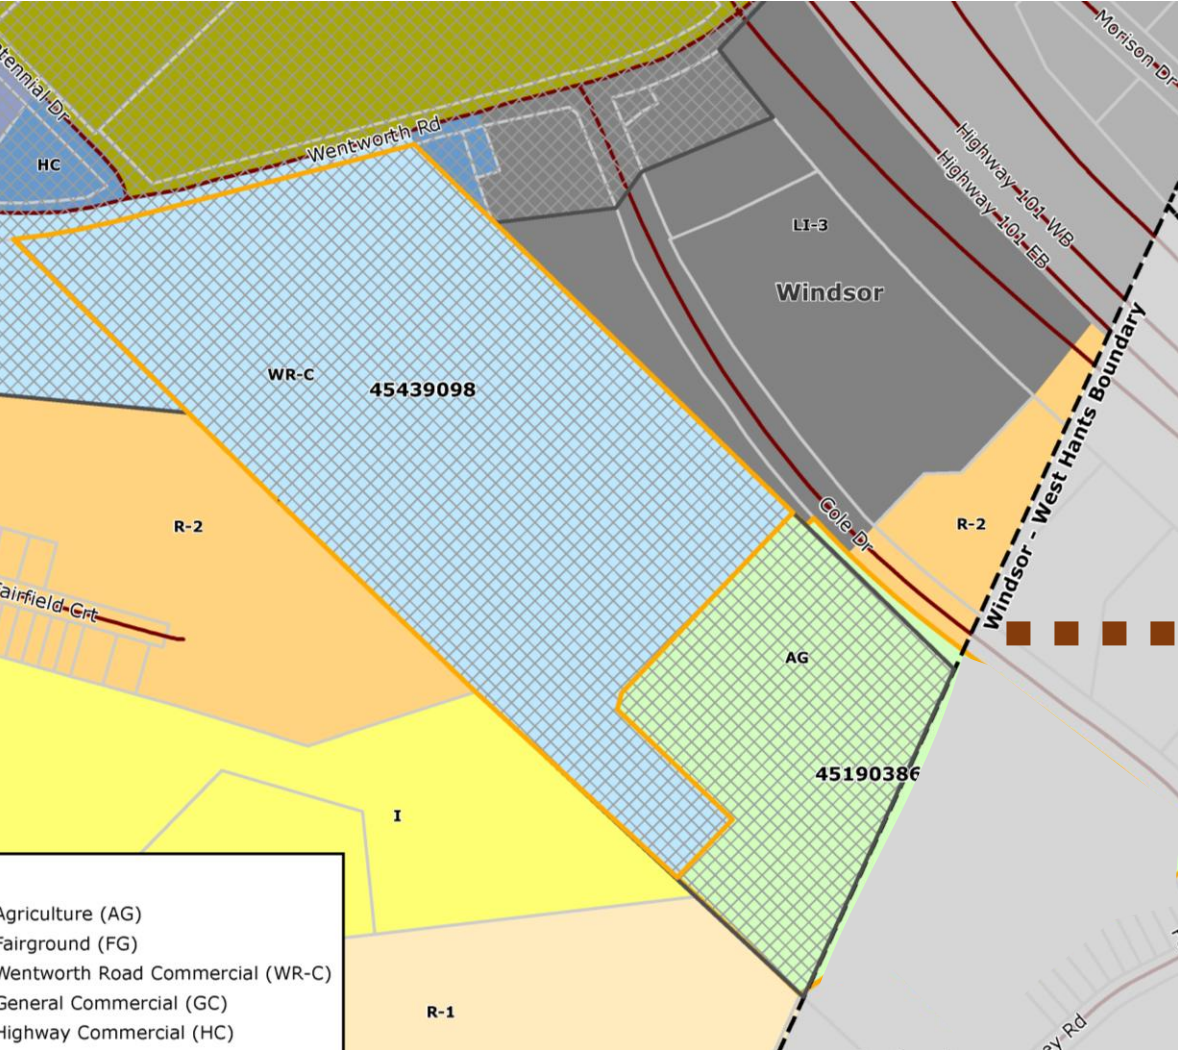 Morison Dr
tennial Dr
Wentworth Rd
HC
Highway 101 WB
Highway 101 EB
LI-3
Windsor
WR-C
45439098
Windsor - West Hants Boundary
R-2
R-2
Cole Dr
Fairfield Crt
AG
45190386
I
Agriculture (AG)
Fairground (FG)
Wentworth Road Commercial (WR-C)
General Commercial (GC)
Highway Commercial (HC)
R-1
ey Rd